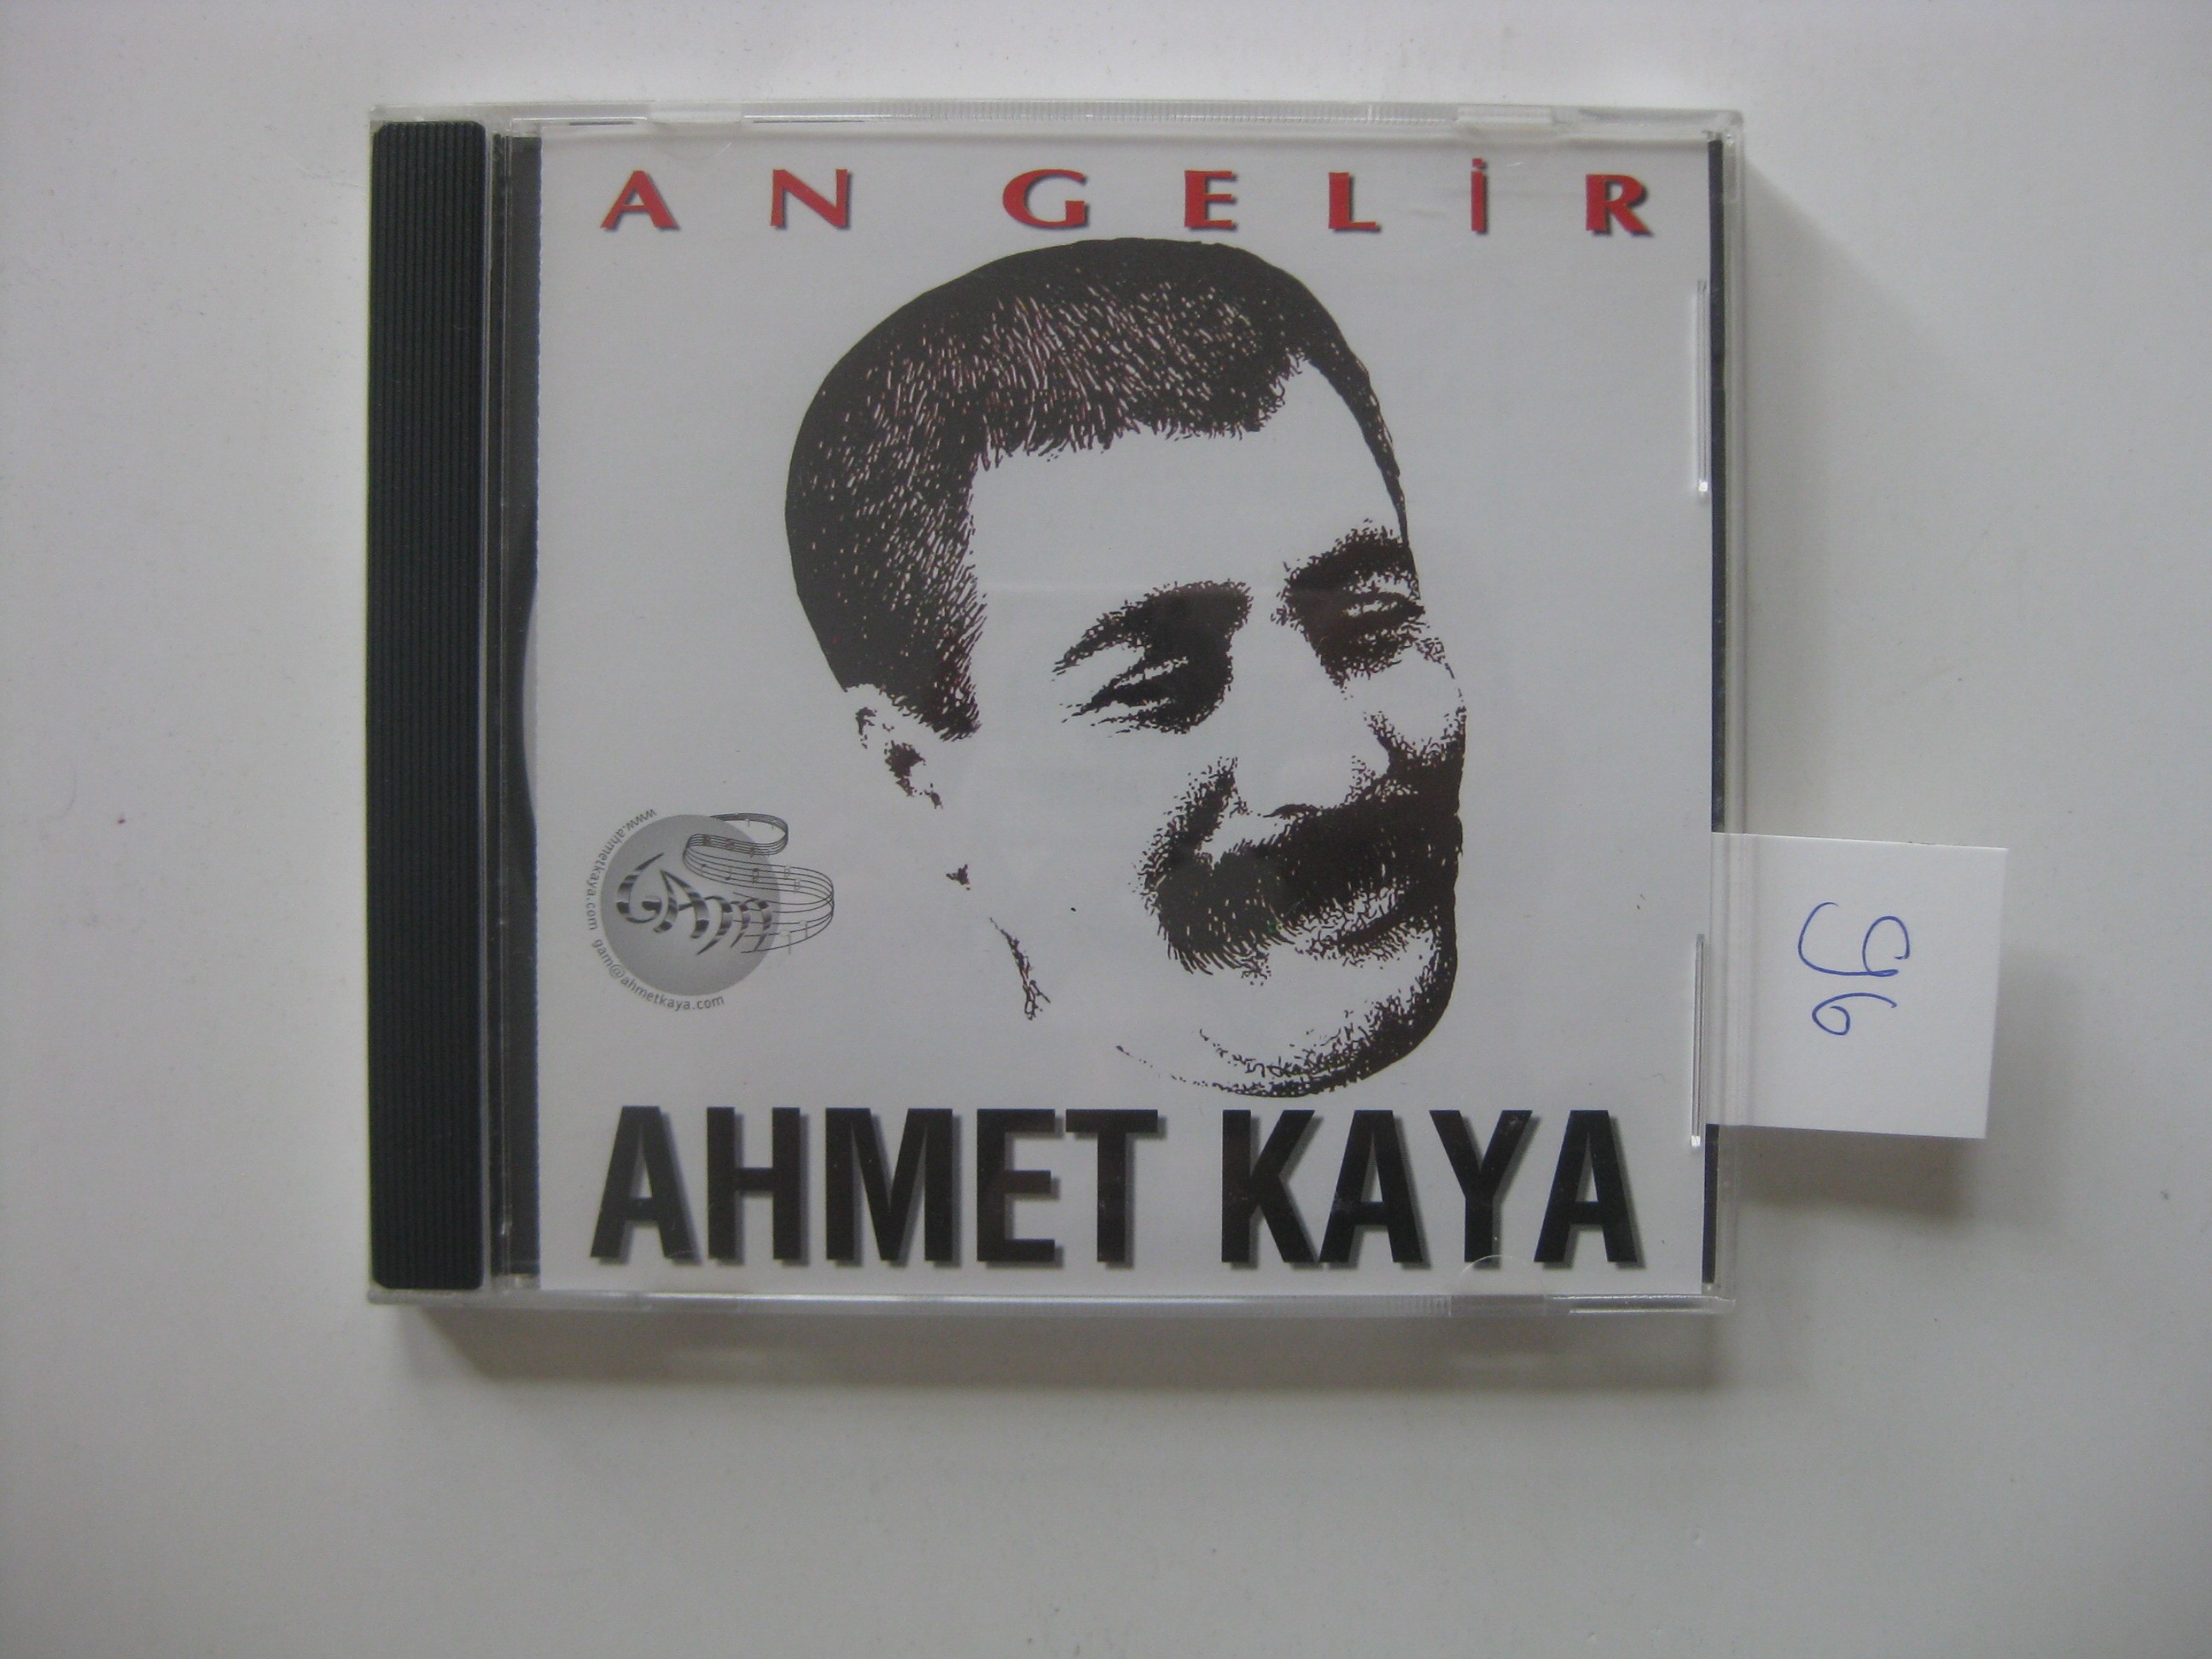 AN GELİR
www.ahmetkaya.com gam@ahmetkaya.com
GAM
AHMET KAYA
96